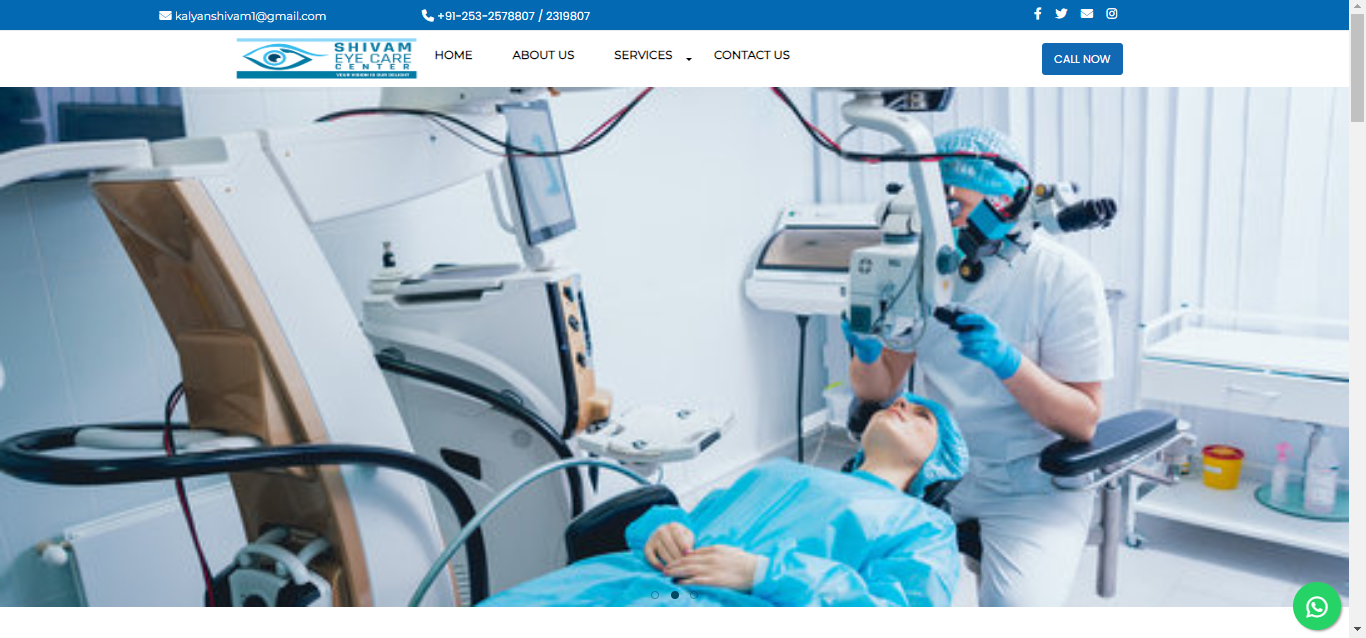 kalyanshivam1@gmail.com
+91-253-2578807 / 2319807
SHIVAM
EYE CARE
CENTER
YOUR VISION IS OUR DELIGHT
HOME
ABOUT US
SERVICES
CONTACT US
CALL NOW